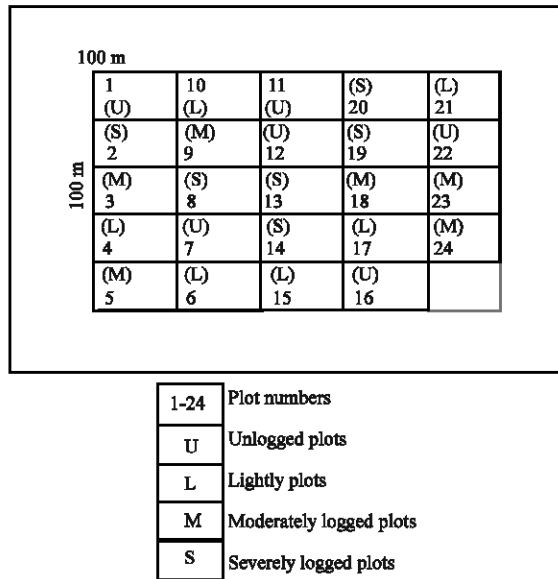 100 m
1 10 11 (S) (L)
(U) (L) (U) 20 21
(S) (M) (U) (S) (U)
2 9 12 19 22
100 m
(M) (S) (S) (M) (M)
3 8 13 18 23
(L) (U) (S) (L) (M)
4 7 14 17 24
(M) (L) (L) (U)
5 6 15 16
1-24 Plot numbers
U Unlogged plots
L Lightly plots
M Moderately logged plots
S Severely logged plots